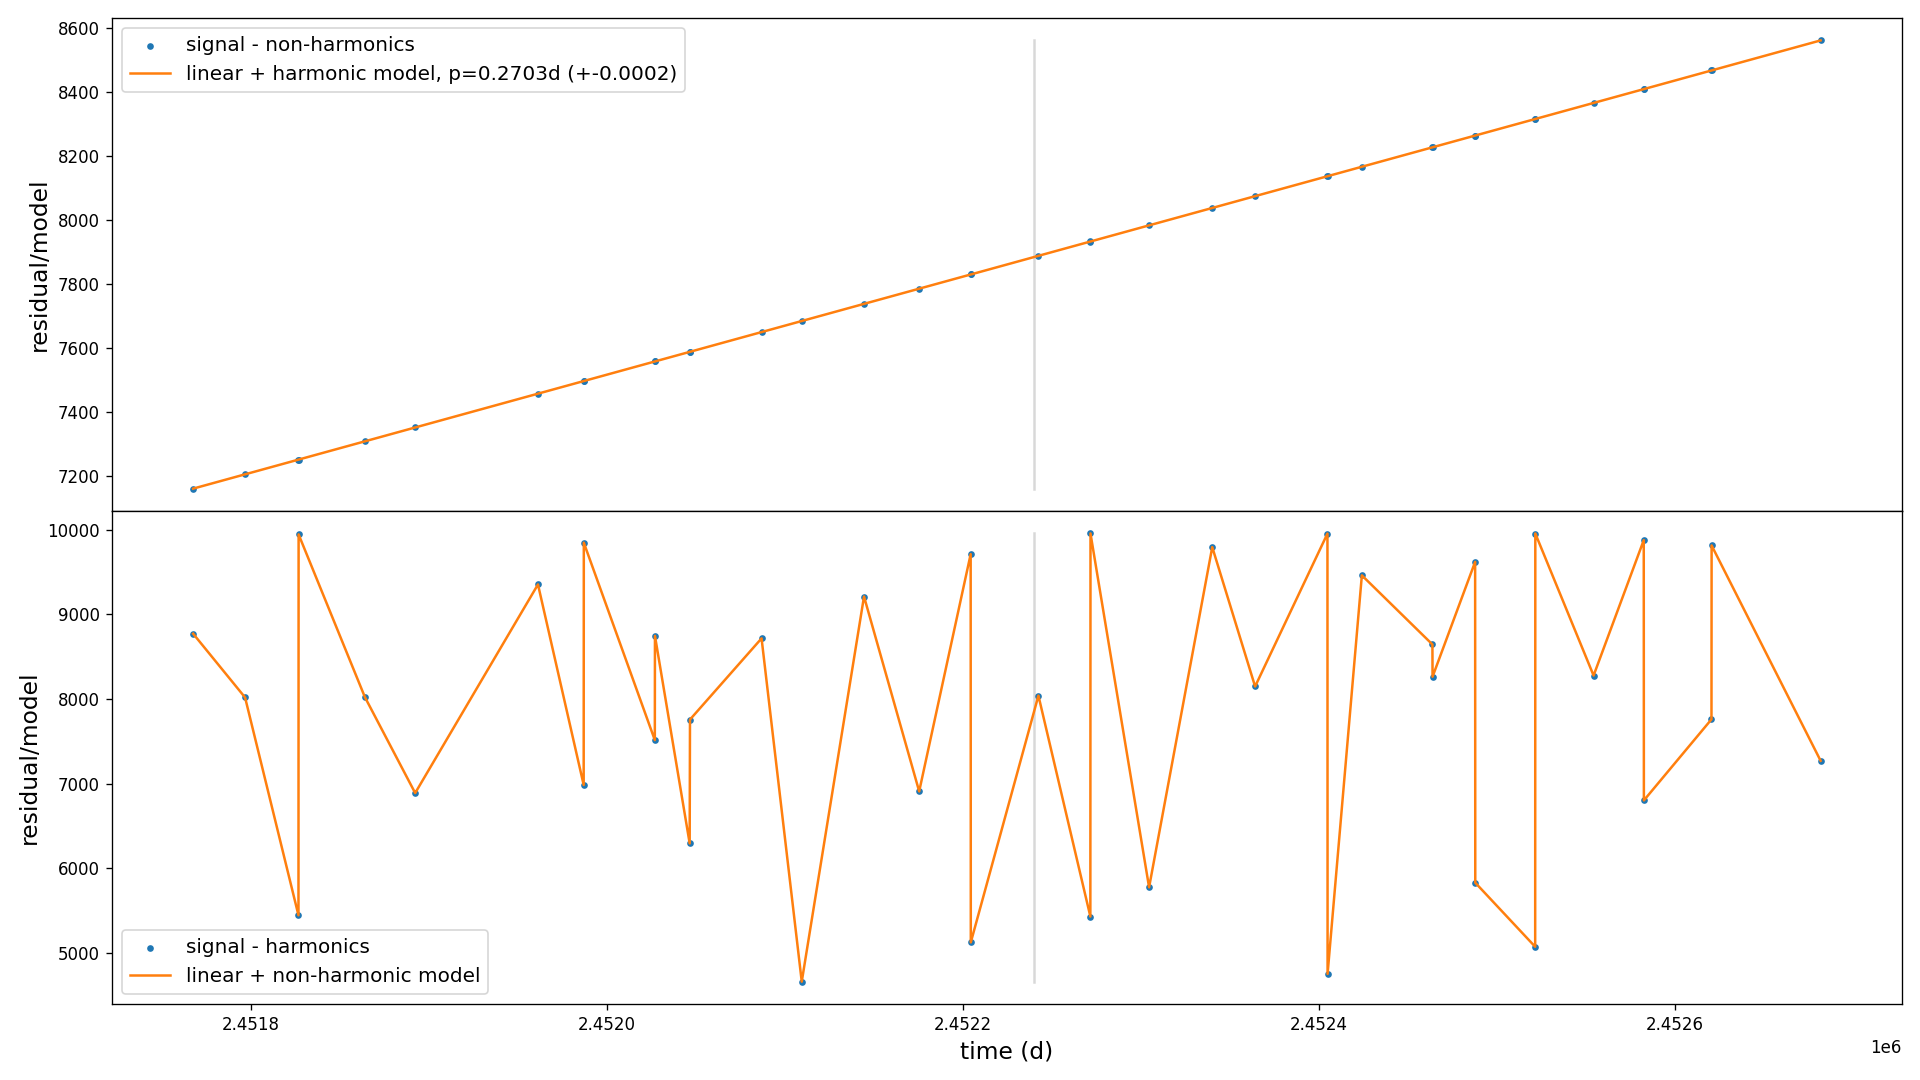 8600
8400
8200
8000
7800
7600
7400
7200
residual/model
signal - non-harmonics
linear + harmonic model, p=0.2703d (+-0.0002)
10000
9000
8000
7000
6000
5000
residual/model
signal - harmonics
linear + non-harmonic model
2.4518 2.4520 2.4522 2.4524 2.4526
time (d)
1e6